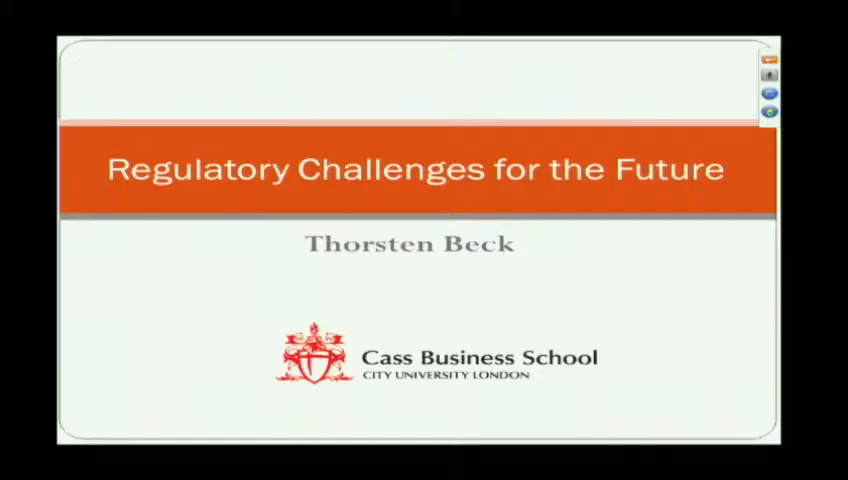 Regulatory Challenges for the Future
Thorsten Beck
Cass Business School
CITY UNIVERSITY LONDON